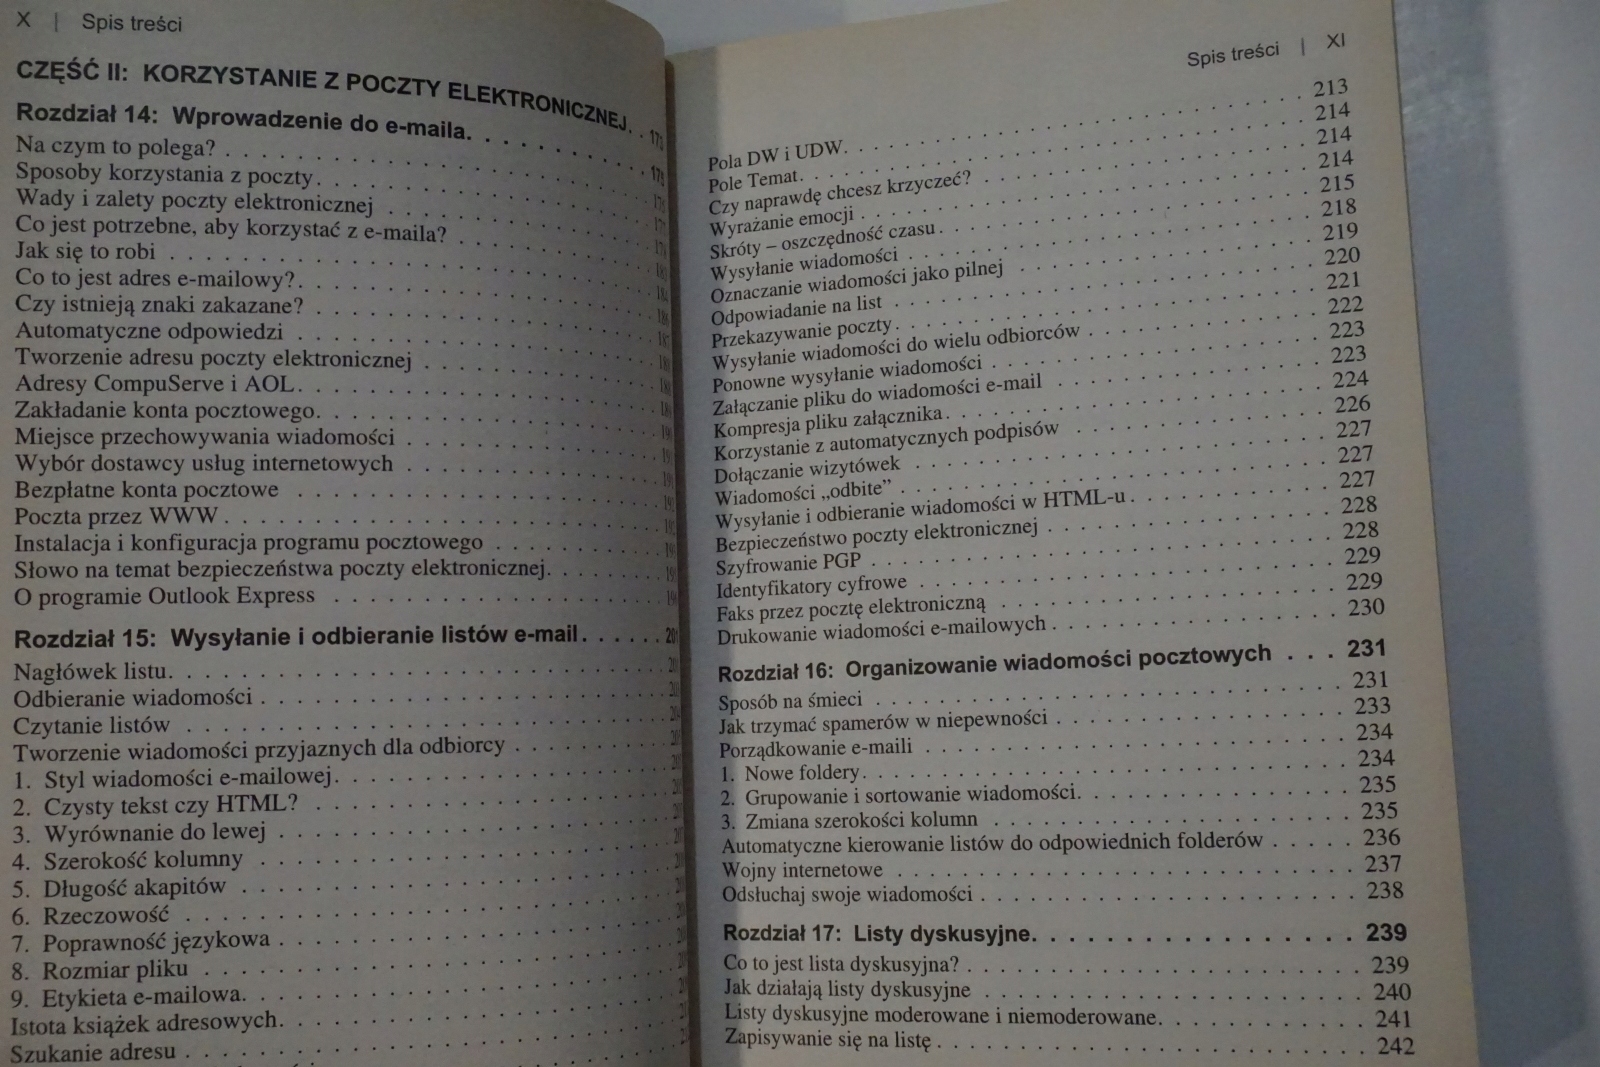 X | Spis treści
CZĘŚĆ II: KORZYSTANIE Z POCZTY ELEKTRONICZNEJ. .
Rozdział 14: Wprowadzenie do e-maila. . . . . . . . . .
Na czym to polega? . . . . . . . . . .
Sposoby korzystania z poczty. . . . . . . . . .
Wady i zalety poczty elektronicznej . . . . . . . . . .
Co jest potrzebne, aby korzystać z e-maila? . . . . . . . . . .
Jak się to robi . . . . . . . . . .
Co to jest adres e-mailowy?. . . . . . . . . .
Czy istnieją znaki zakazane? . . . . . . . . . .
Automatyczne odpowiedzi . . . . . . . . . .
Tworzenie adresu poczty elektronicznej . . . . . . . . . .
Adresy CompuServe i AOL. . . . . . . . . .
Zakładanie konta pocztowego. . . . . . . . . .
Miejsce przechowywania wiadomości . . . . . . . . . .
Wybór dostawcy usług internetowych . . . . . . . . . .
Bezpłatne konta pocztowe . . . . . . . . . .
Poczta przez WWW. . . . . . . . . .
Instalacja i konfiguracja programu pocztowego . . . . . . . . . .
Słowo na temat bezpieczeństwa poczty elektronicznej. . . . . . .
O programie Outlook Express . . . . . . . . . .
Rozdział 15: Wysyłanie i odbieranie listów e-mail. . . . . .
Nagłówek listu. . . . . . . . . .
Odbieranie wiadomości . . . . . . . . . .
Czytanie listów . . . . . . . . . .
Tworzenie wiadomości przyjaznych dla odbiorcy . . . . . . . . . .
1. Styl wiadomości e-mailowej. . . . . . . . . .
2. Czysty tekst czy HTML? . . . . . . . . . .
3. Wyrównanie do lewej . . . . . . . . . .
4. Szerokość kolumny . . . . . . . . . .
5. Długość akapitów . . . . . . . . . .
6. Rzeczowość . . . . . . . . . .
7. Poprawność językowa . . . . . . . . . .
8. Rozmiar pliku . . . . . . . . . .
9. Etykieta e-mailowa. . . . . . . . . .
Istota książek adresowych. . . . . . . . . .
Szukanie adresu . . . . . . . . . .
Spis treści | XI
Pola DW i UDW. . . . . . . . . . 213
Pole Temat. . . . . . . . . . 214
Czy naprawdę chcesz krzyczeć? . . . . . . . . . . 214
Wyrażanie emocji . . . . . . . . . . 214
Skróty – oszczędność czasu. . . . . . . . . . 215
Wysyłanie wiadomości . . . . . . . . . . 218
Oznaczanie wiadomości jako pilnej . . . . . . . . . . 219
Odpowiadanie na list . . . . . . . . . . 220
Przekazywanie poczty. . . . . . . . . . 221
Wysyłanie wiadomości do wielu odbiorców . . . . . . . . . . 222
Ponowne wysyłanie wiadomości . . . . . . . . . . 223
Załączanie pliku do wiadomości e-mail . . . . . . . . . . 223
Kompresja pliku załącznika. . . . . . . . . . 224
Korzystanie z automatycznych podpisów . . . . . . . . . . 226
Dołączanie wizytówek . . . . . . . . . . 227
Wiadomości „odbite” . . . . . . . . . . 227
Wysyłanie i odbieranie wiadomości w HTML-u. . . . . . . . . . 227
Bezpieczeństwo poczty elektronicznej . . . . . . . . . . 228
Szyfrowanie PGP . . . . . . . . . . 228
Identyfikatory cyfrowe . . . . . . . . . . 229
Faks przez pocztę elektroniczną . . . . . . . . . . 229
Drukowanie wiadomości e-mailowych . . . . . . . . . . 230
Rozdział 16: Organizowanie wiadomości pocztowych . . . 231
Sposób na śmieci . . . . . . . . . . 231
Jak trzymać spamerów w niepewności . . . . . . . . . . 233
Porządkowanie e-maili . . . . . . . . . . 234
1. Nowe foldery. . . . . . . . . . 234
2. Grupowanie i sortowanie wiadomości. . . . . . . . . . 235
3. Zmiana szerokości kolumn . . . . . . . . . . 235
Automatyczne kierowanie listów do odpowiednich folderów . . . . . 236
Wojny internetowe . . . . . . . . . . 237
Odsłuchaj swoje wiadomości . . . . . . . . . . 238
Rozdział 17: Listy dyskusyjne. . . . . . . . . . 239
Co to jest lista dyskusyjna? . . . . . . . . . . 239
Jak działają listy dyskusyjne . . . . . . . . . . 240
Listy dyskusyjne moderowane i niemoderowane. . . . . . . . . . 241
Zapisywanie się na listę . . . . . . . . . . 242